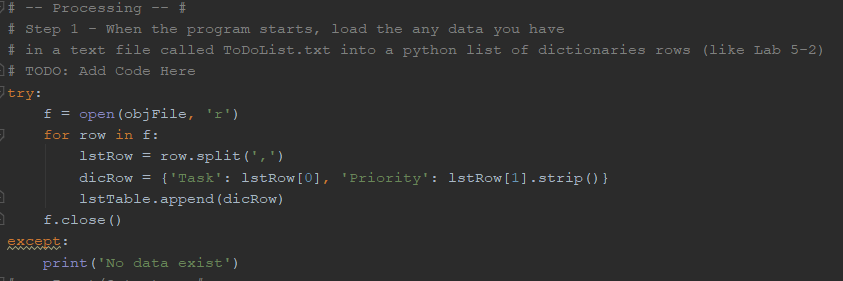 # -- Processing -- #
# Step 1 - When the program starts, load the any data you have
# in a text file called ToDoList.txt into a python list of dictionaries rows (like Lab 5-2)
# TODO: Add Code Here
try:
    f = open(objFile, 'r')
    for row in f:
        lstRow = row.split(',')
        dicRow = {'Task': lstRow[0], 'Priority': lstRow[1].strip()}
        lstTable.append(dicRow)
    f.close()
except:
    print('No data exist')